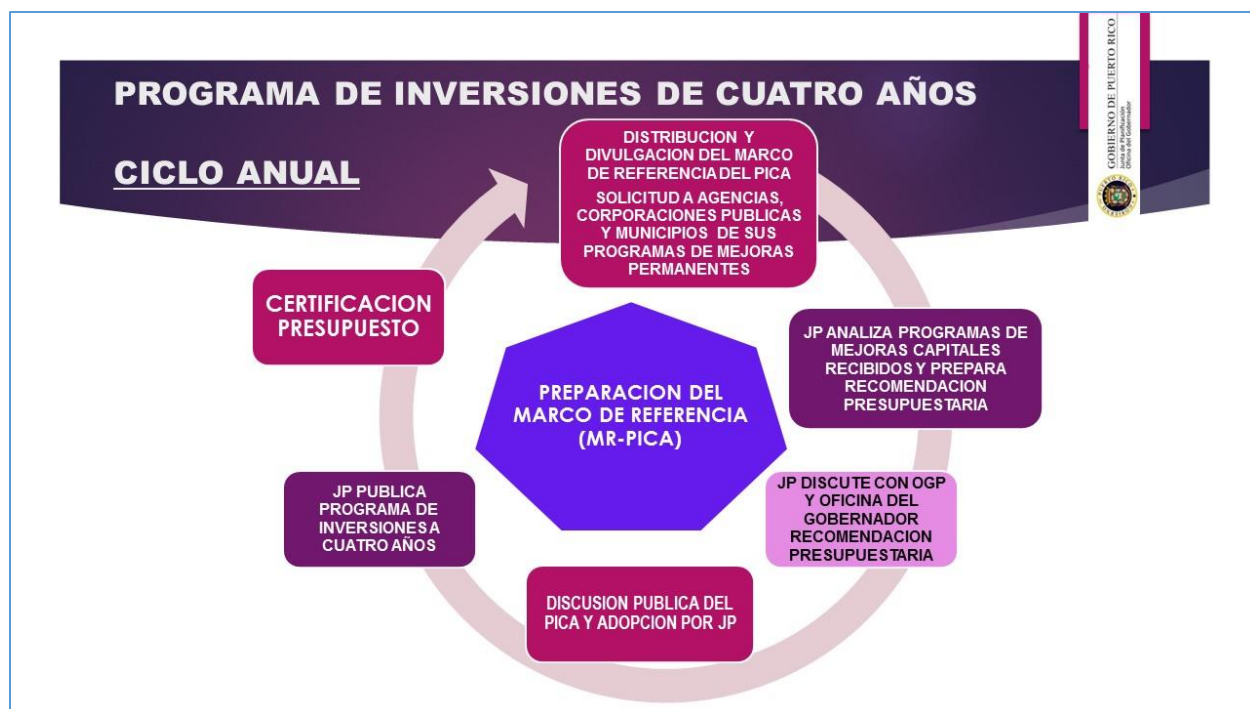 PROGRAMA DE INVERSIONES DE CUATRO AÑOS
CICLO ANUAL
GOBIERNO DE PUERTO RICO
Junta de Planificación
Oficina del Gobernador
DISTRIBUCION Y
DIVULGACION DEL MARCO
DE REFERENCIA DEL PICA
SOLICITUD A AGENCIAS,
CORPORACIONES PUBLICAS
Y MUNICIPIOS DE SUS
PROGRAMAS DE MEJORAS
PERMANENTES
JP ANALIZA PROGRAMAS DE
MEJORAS CAPITALES
RECIBIDOS Y PREPARA
RECOMENDACION
PRESUPUESTARIA
JP DISCUTE CON OGP
Y OFICINA DEL
GOBERNADOR
RECOMENDACION
PRESUPUESTARIA
DISCUSION PUBLICA DEL
PICA Y ADOPCION POR JP
JP PUBLICA
PROGRAMA DE
INVERSIONES A
CUATRO AÑOS
CERTIFICACION
PRESUPUESTO
PREPARACION DEL
MARCO DE REFERENCIA
(MR-PICA)